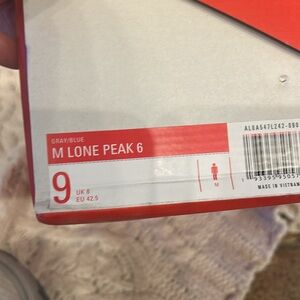 GRAY/BLUE
M LONE PEAK 6
9
UK 8
EU 42.5
M
MADE IN VIETNAM